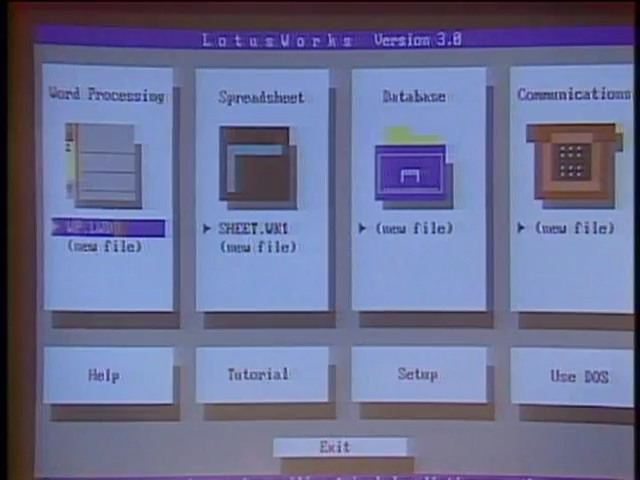 LotusWorks Version 3.0
Word Processing
(new file)
Spreadsheet
SHEET.WK1
(new file)
Database
(new file)
Communications
(new file)
Help
Tutorial
Setup
Use DOS
Exit